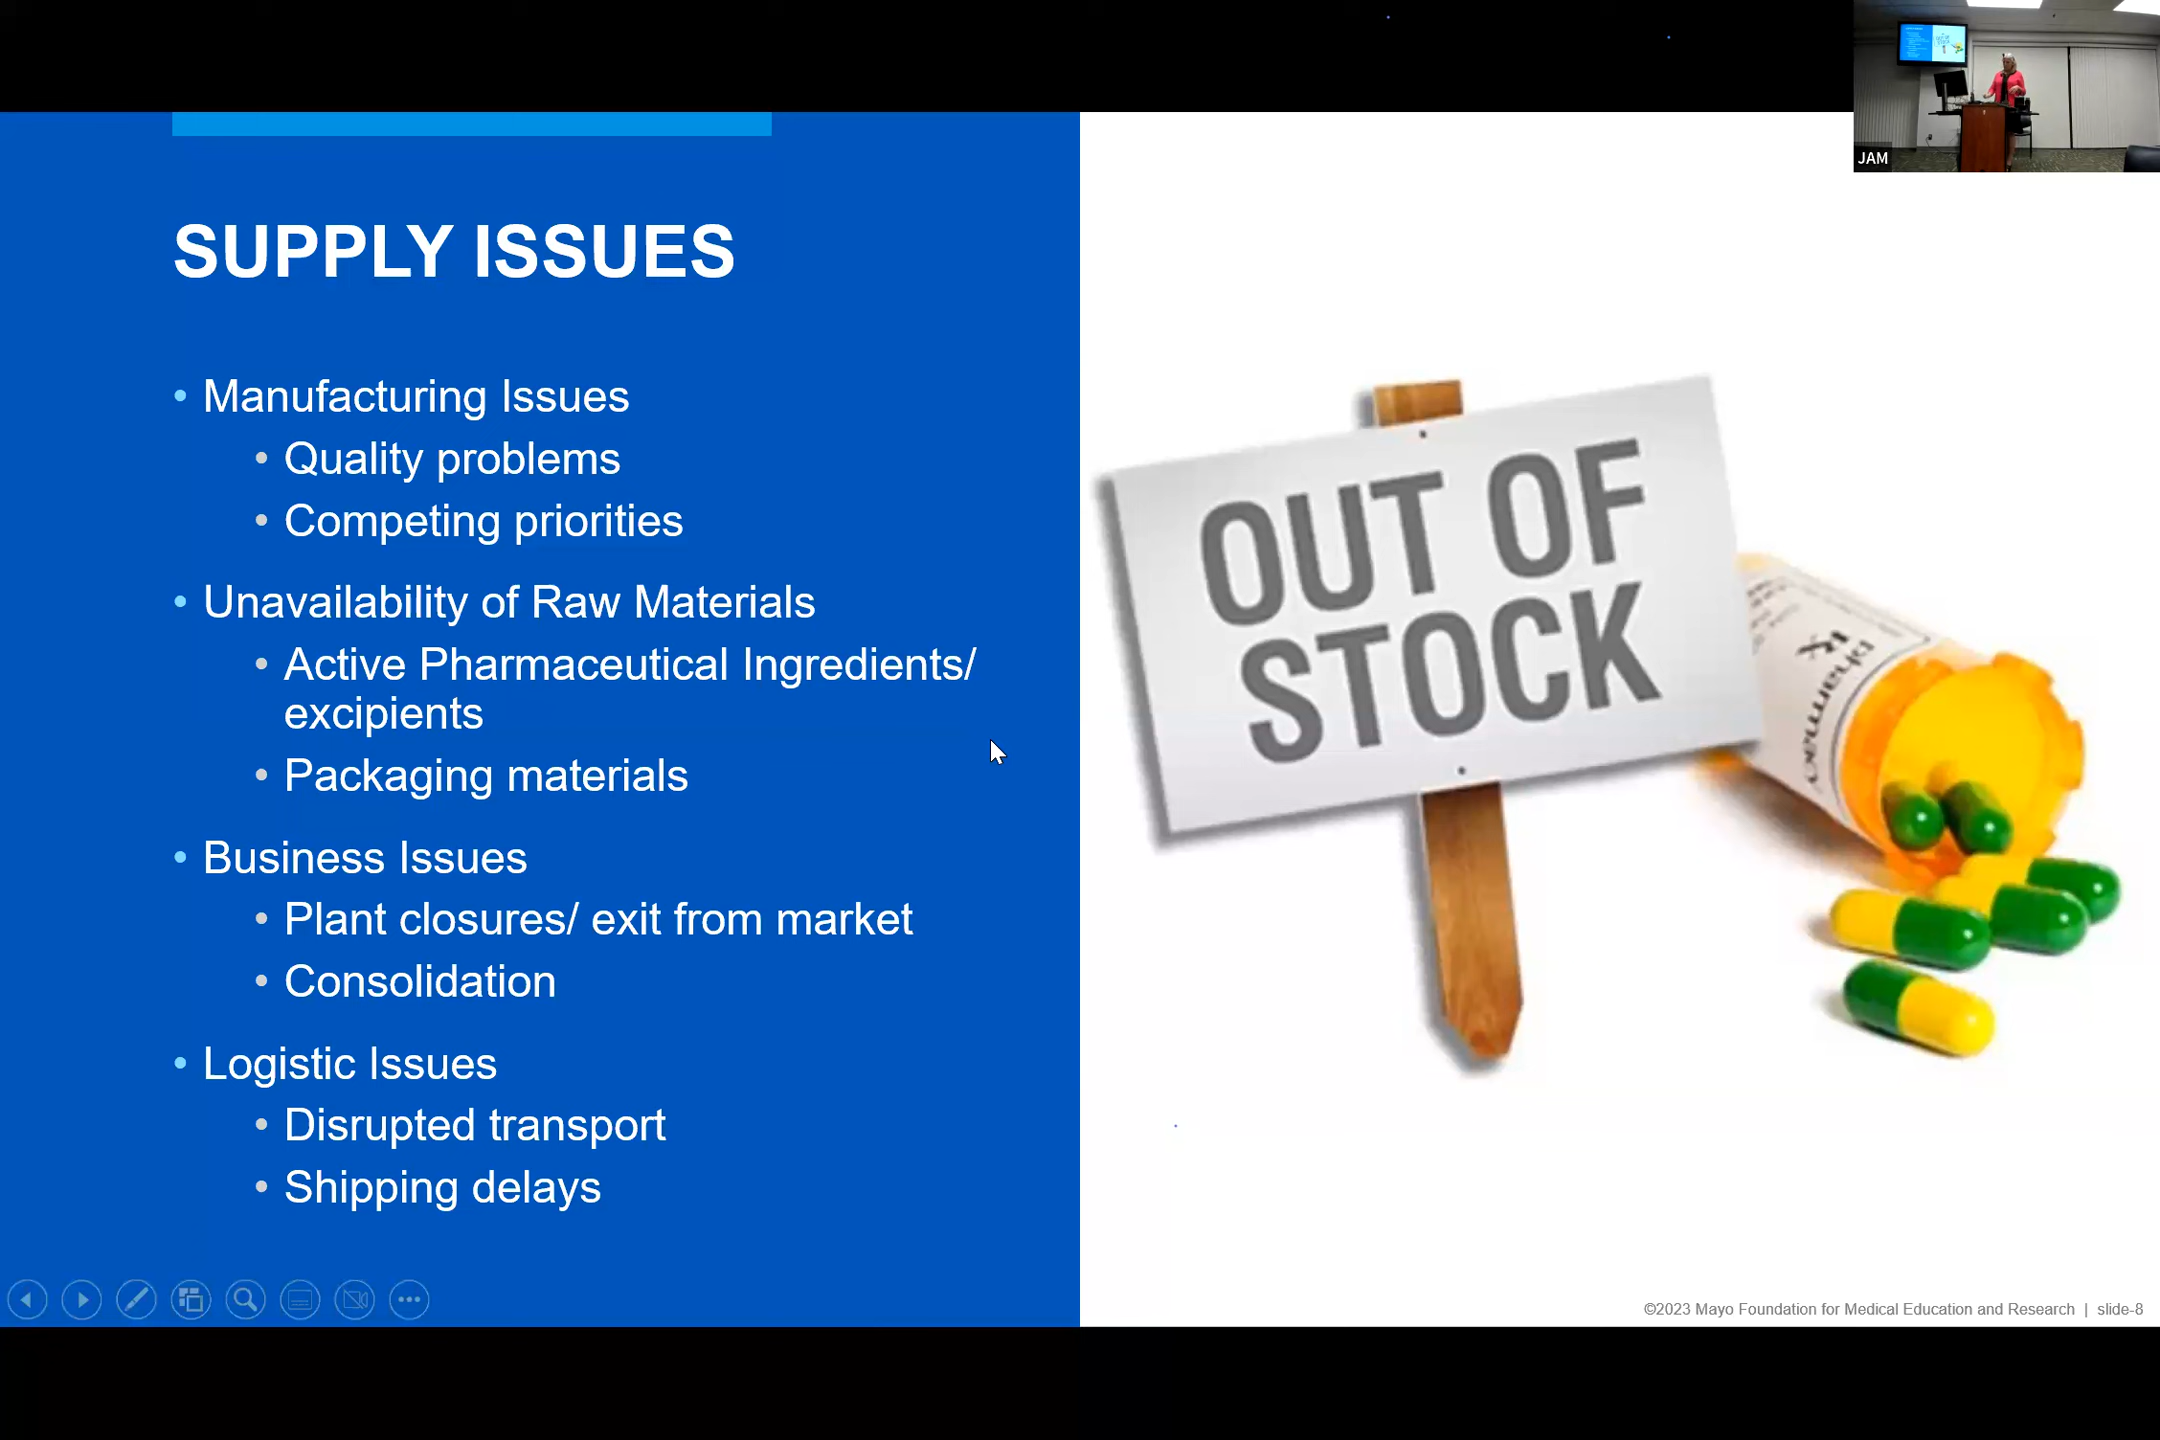 JAM
SUPPLY ISSUES
• Manufacturing Issues
• Quality problems
• Competing priorities
• Unavailability of Raw Materials
• Active Pharmaceutical Ingredients/
excipients
• Packaging materials
• Business Issues
• Plant closures/ exit from market
• Consolidation
• Logistic Issues
• Disrupted transport
• Shipping delays
OUT OF
STOCK
©2023 Mayo Foundation for Medical Education and Research | slide-8